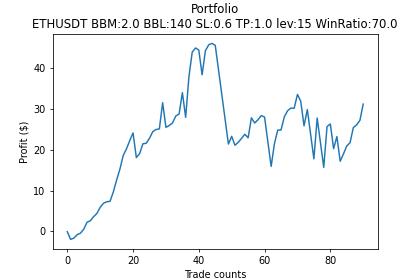 Portfolio
ETHUSDT BBM:2.0 BBL:140 SL:0.6 TP:1.0 lev:15 WinRatio:70.0
40
30
20
10
0
Profit ($)
0 20 40 60 80
Trade counts